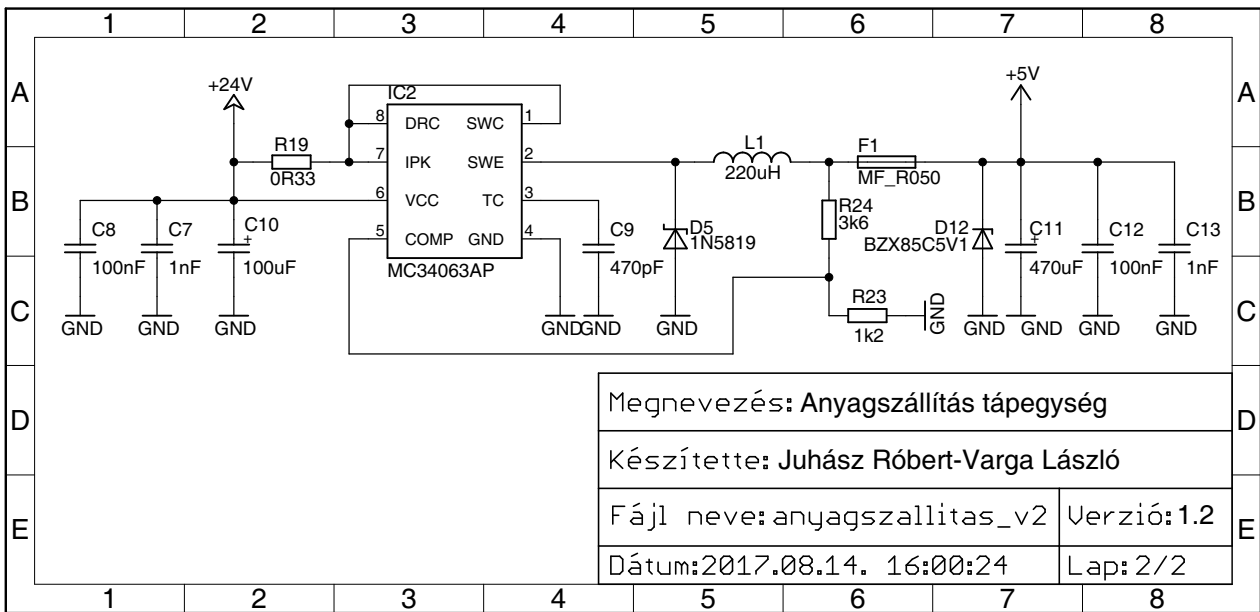 1 2 3 4 5 6 7 8
A A
+24V IC2 +5V
8 DRC SWC 1
R19 L1 F1
7 IPK SWE 2
0R33 220uH MF_R050
B B
6 VCC TC 3
R24
3k6
C8 C7 C10 + C9 D5 D12 C11 + C12 C13
5 COMP GND 4
1N5819 BZX85C5V1
100nF 1nF 100uF MC34063AP 470pF 470uF 100nF 1nF
C C
R23
GND GND GND GND GND GND GND GND GND GND GND
1k2
Megnevezés: Anyagszállítás tápegység
D D
Készítette: Juhász Róbert-Varga László
Fájl neve: anyagszallitas_v2 Verzió: 1.2
E E
Dátum: 2017.08.14. 16:00:24 Lap: 2/2
1 2 3 4 5 6 7 8